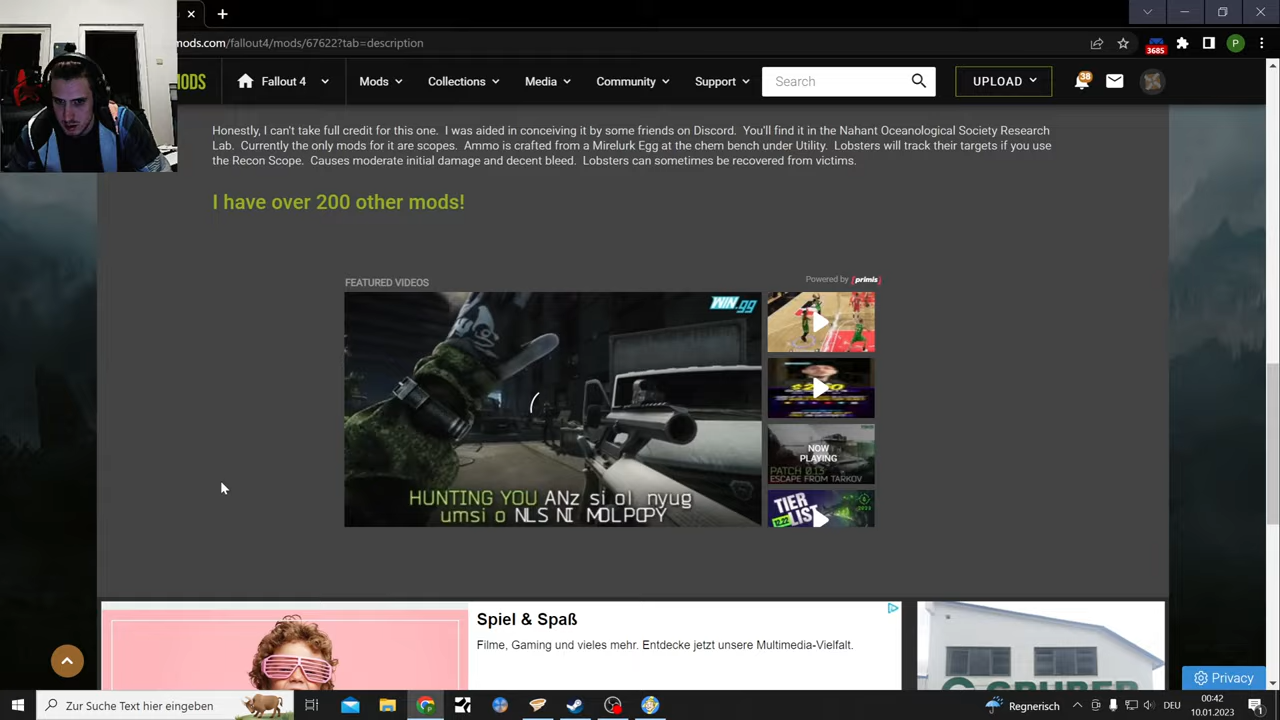 mods.com/fallout4/mods/67622?tab=description
3685
P
MODS
Fallout 4
Mods
Collections
Media
Community
Support
Search
UPLOAD
38
Honestly, I can't take full credit for this one. I was aided in conceiving it by some friends on Discord. You'll find it in the Nahant Oceanological Society Research
Lab. Currently the only mods for it are scopes. Ammo is crafted from a Mirelurk Egg at the chem bench under Utility. Lobsters will track their targets if you use
the Recon Scope. Causes moderate initial damage and decent bleed. Lobsters can sometimes be recovered from victims.
I have over 200 other mods!
FEATURED VIDEOS
Powered by [primis]
WIN.gg
HUNTING YOU
NOW
PLAYING
PATCH 0.13
ESCAPE FROM TARKOV
TIER
LIST
Spiel & Spaß
Filme, Gaming und vieles mehr. Entdecke jetzt unsere Multimedia-Vielfalt.
GRUBER
Privacy
Zur Suche Text hier eingeben
Regnerisch
DEU
00:42
10.01.2023